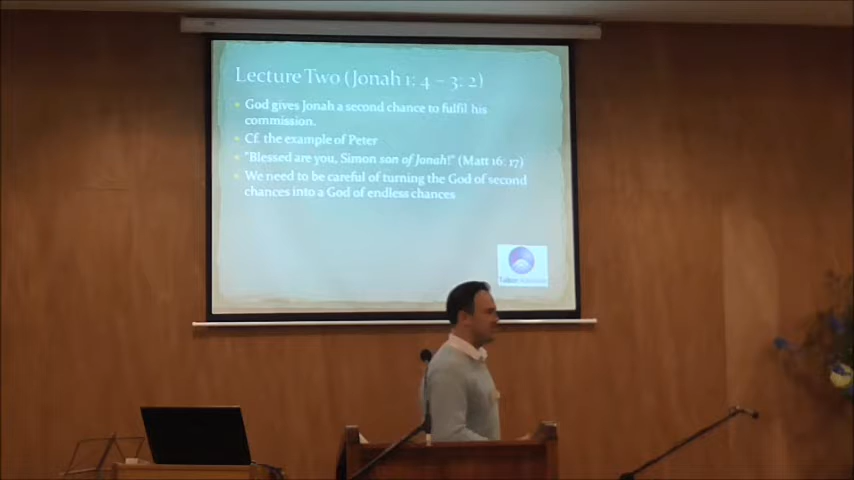 Lecture Two (Jonah 1: 4 – 3: 2)
God gives Jonah a second chance to fulfil his
commission.
Cf. the example of Peter
"Blessed are you, Simon son of Jonah!" (Matt 16: 17)
We need to be careful of turning the God of second
chances into a God of endless chances